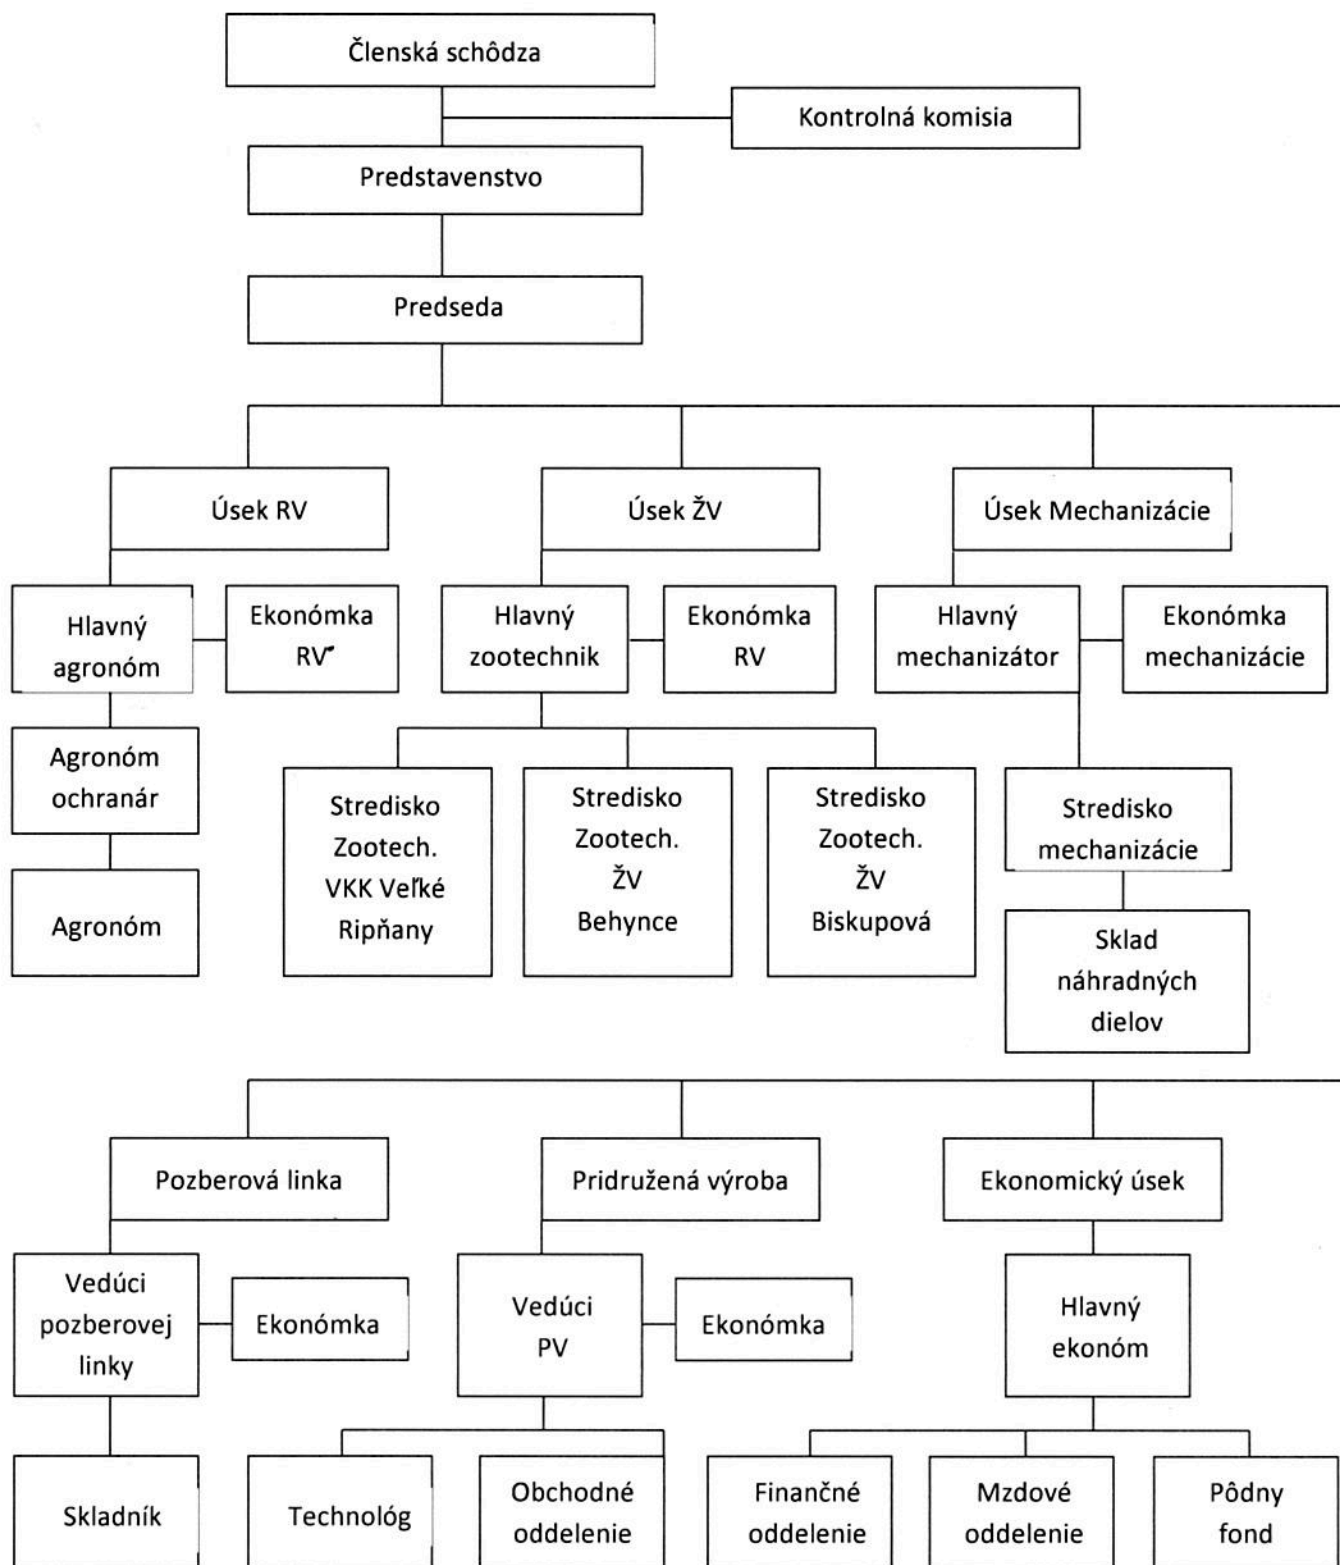 Členská schôdza
Kontrolná komisia
Predstavenstvo
Predseda
Úsek RV
Úsek ŽV
Úsek Mechanizácie
Hlavný
agronóm
Ekonómka
RV
Hlavný
zootechnik
Ekonómka
RV
Hlavný
mechanizátor
Ekonómka
mechanizácie
Agronóm
ochranár
Agronóm
Stredisko
Zootech.
VKK Veľké
Ripňany
Stredisko
Zootech.
ŽV
Behynce
Stredisko
Zootech.
ŽV
Biskupová
Stredisko
mechanizácie
Sklad
náhradných
dielov
Pozberová linka
Pridružená výroba
Ekonomický úsek
Vedúci
pozberovej
linky
Ekonómka
Vedúci
PV
Ekonómka
Hlavný
ekonóm
Skladník
Technológ
Obchodné
oddelenie
Finančné
oddelenie
Mzdové
oddelenie
Pôdny
fond